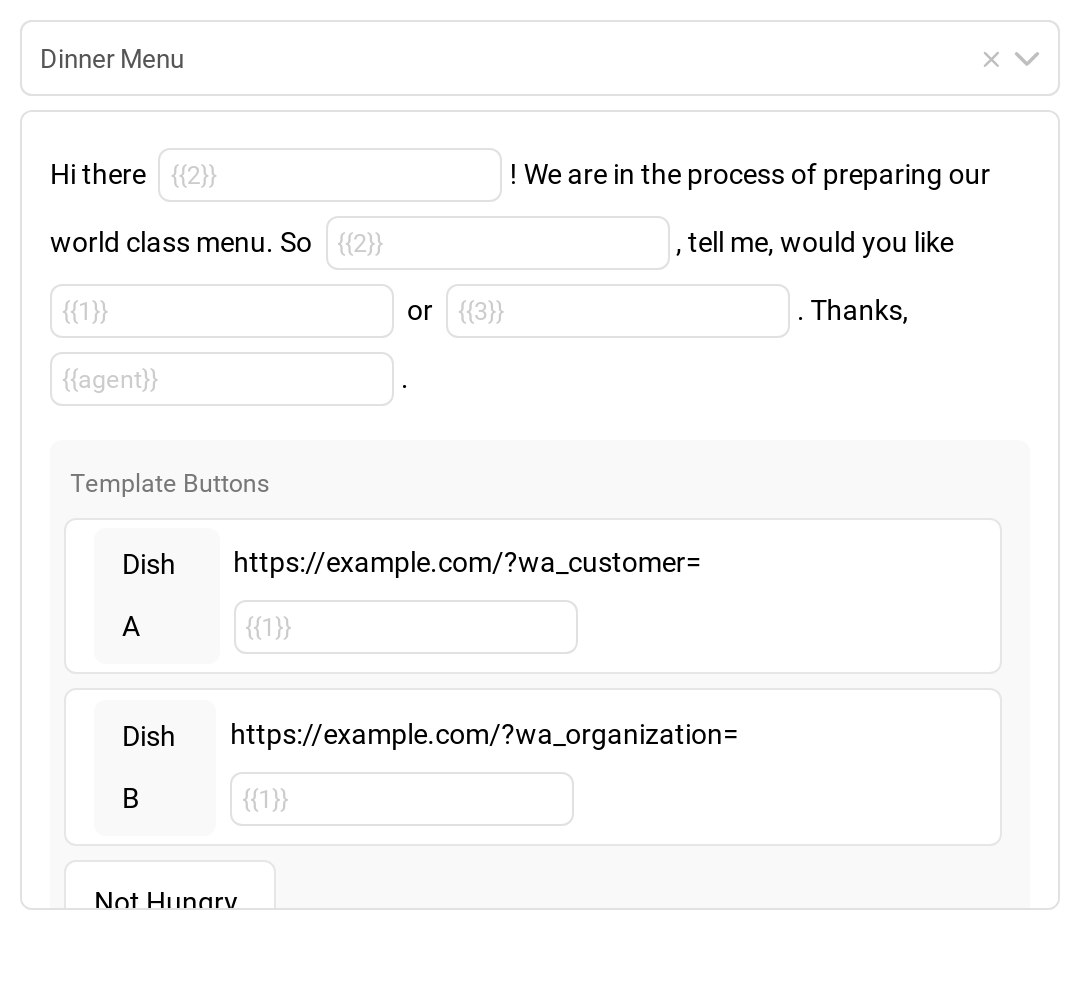 Dinner Menu
Hi there {{2}} ! We are in the process of preparing our
world class menu. So {{2}} , tell me, would you like
{{1}} or {{3}} . Thanks,
{{agent}} .
Template Buttons
Dish https://example.com/?wa_customer=
A {{1}}
Dish https://example.com/?wa_organization=
B {{1}}
Not Hungry